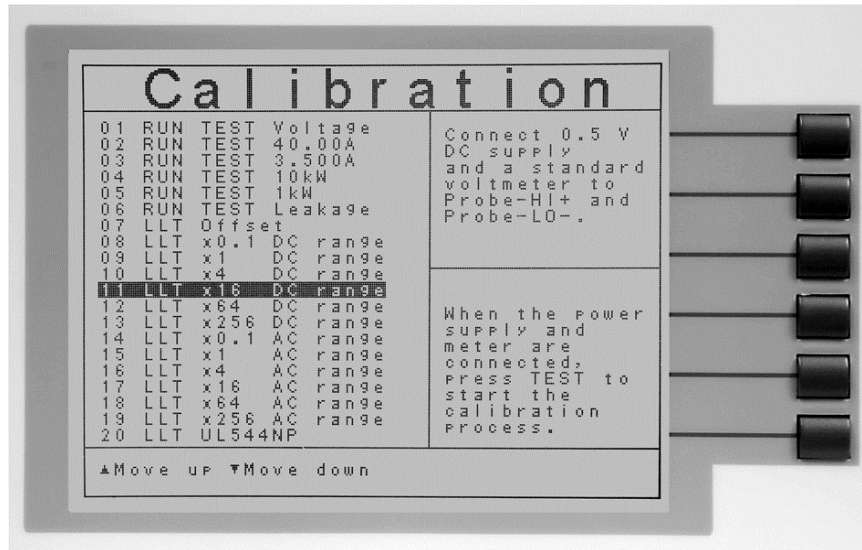 Calibration
01 RUN TEST Voltage
02 RUN TEST 40.00A
03 RUN TEST 3.500A
04 RUN TEST 10kW
05 RUN TEST 1kW
06 RUN TEST Leakage
07 LLT Offset
08 LLT x0.1 DC range
09 LLT x1 DC range
10 LLT x4 DC range
11 LLT x16 DC range
12 LLT x64 DC range
13 LLT x256 DC range
14 LLT x0.1 AC range
15 LLT x1 AC range
16 LLT x4 AC range
17 LLT x16 AC range
18 LLT x64 AC range
19 LLT x256 AC range
20 LLT UL544NP
Connect 0.5 V
DC supply
and a standard
voltmeter to
Probe-HI+ and
Probe-LO-.
When the power
supply and
meter are
connected,
press TEST to
start the
calibration
process.
▲Move up ▼Move down